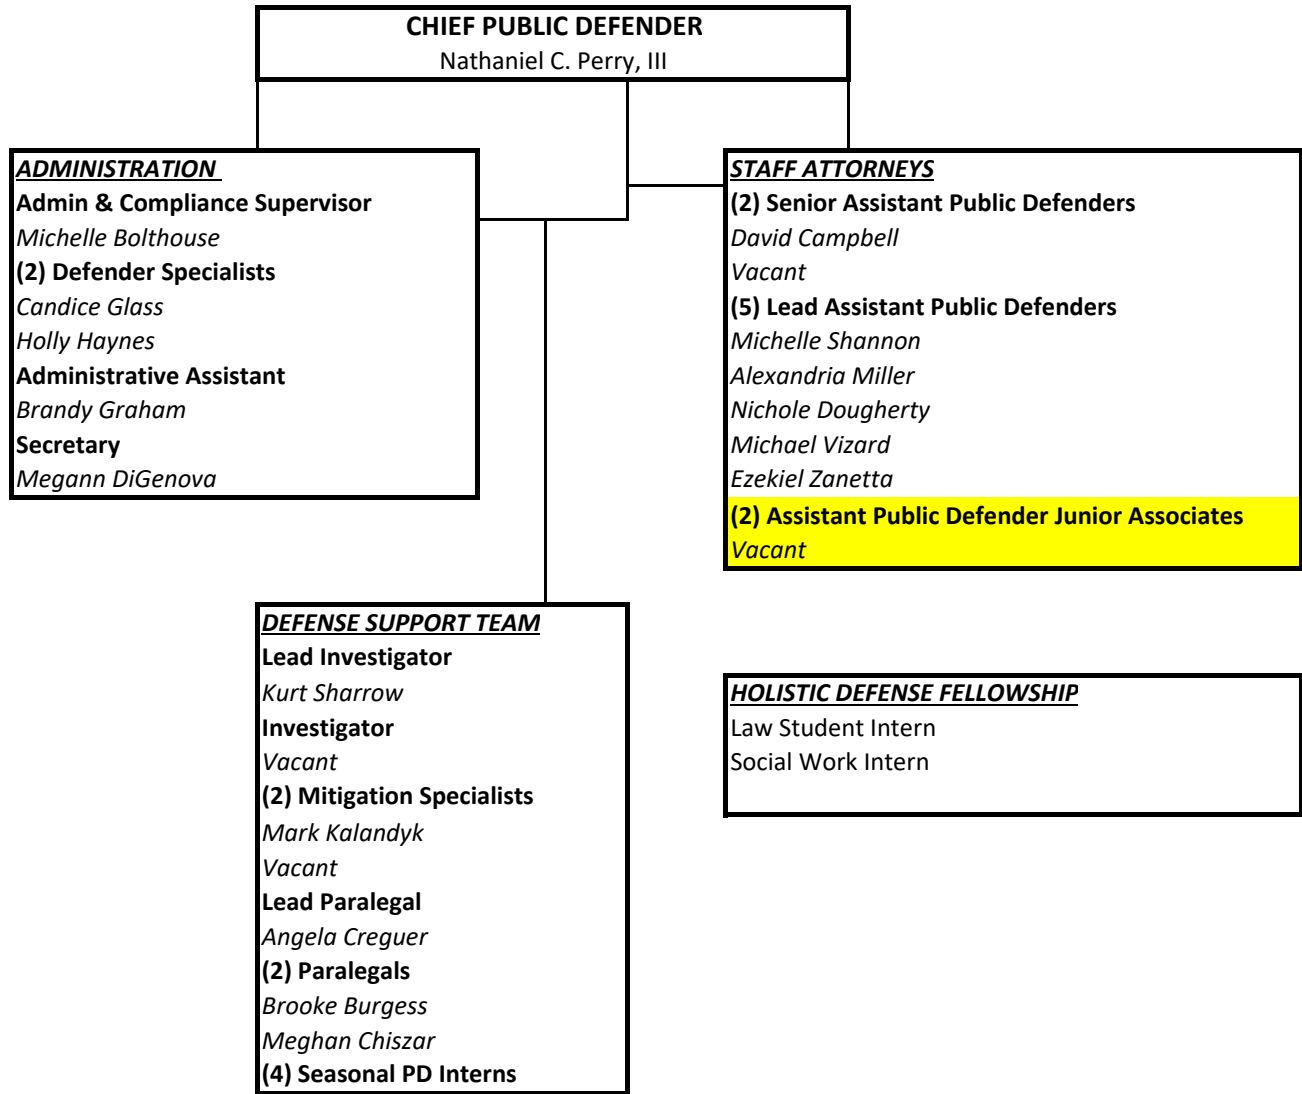 CHIEF PUBLIC DEFENDER
Nathaniel C. Perry, III
ADMINISTRATION
Admin & Compliance Supervisor
Michelle Bolthouse
(2) Defender Specialists
Candice Glass
Holly Haynes
Administrative Assistant
Brandy Graham
Secretary
Megann DiGenova
STAFF ATTORNEYS
(2) Senior Assistant Public Defenders
David Campbell
Vacant
(5) Lead Assistant Public Defenders
Michelle Shannon
Alexandria Miller
Nichole Dougherty
Michael Vizard
Ezekiel Zanetta
(2) Assistant Public Defender Junior Associates
Vacant
DEFENSE SUPPORT TEAM
Lead Investigator
Kurt Sharrow
Investigator
Vacant
(2) Mitigation Specialists
Mark Kalandyk
Vacant
Lead Paralegal
Angela Creguer
(2) Paralegals
Brooke Burgess
Meghan Chiszar
(4) Seasonal PD Interns
HOLISTIC DEFENSE FELLOWSHIP
Law Student Intern
Social Work Intern